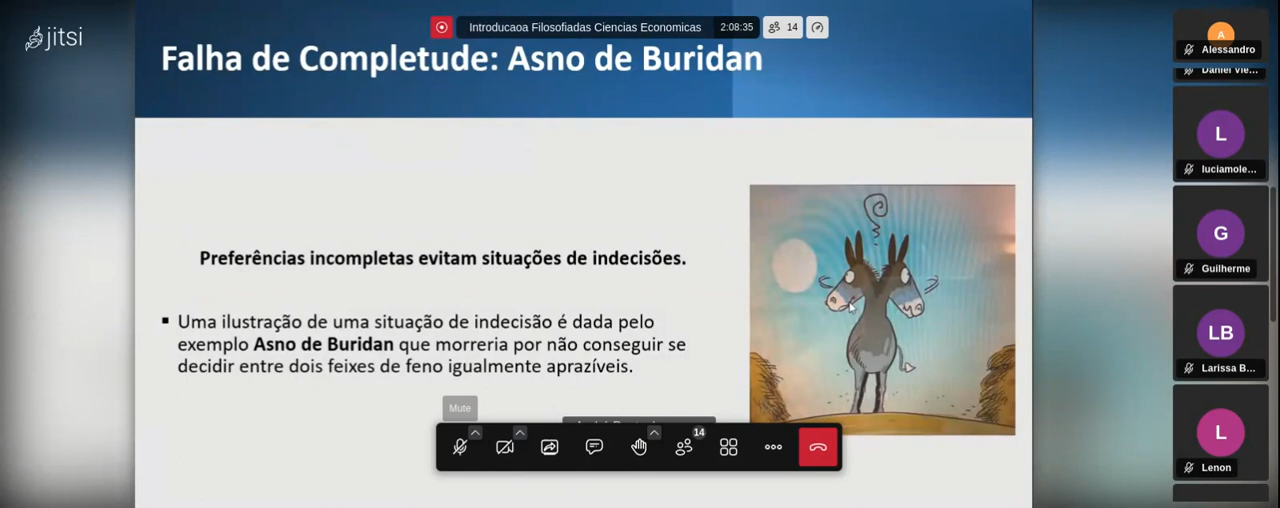 jitsi
Introducaoa Filosofiadas Ciencias Economicas
2:08:35
14
Falha de Completude: Asno de Buridan
Preferências incompletas evitam situações de indecisões.
▪ Uma ilustração de uma situação de indecisão é dada pelo
exemplo Asno de Buridan que morreria por não conseguir se
decidir entre dois feixes de feno igualmente aprazíveis.
Mute
14
A
Alessandro
Daniel Vie...
L
luciamole...
G
Guilherme
LB
Larissa B...
L
Lenon